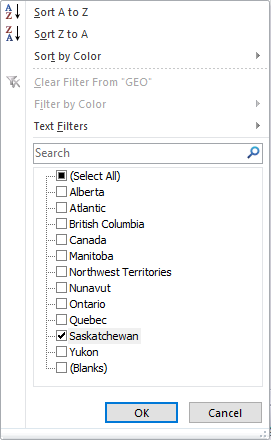 Sort A to Z
Sort Z to A
Sort by Color
Clear Filter From "GEO"
Filter by Color
Text Filters
Search
(Select All)
Alberta
Atlantic
British Columbia
Canada
Manitoba
Northwest Territories
Nunavut
Ontario
Quebec
Saskatchewan
Yukon
(Blanks)
OK Cancel